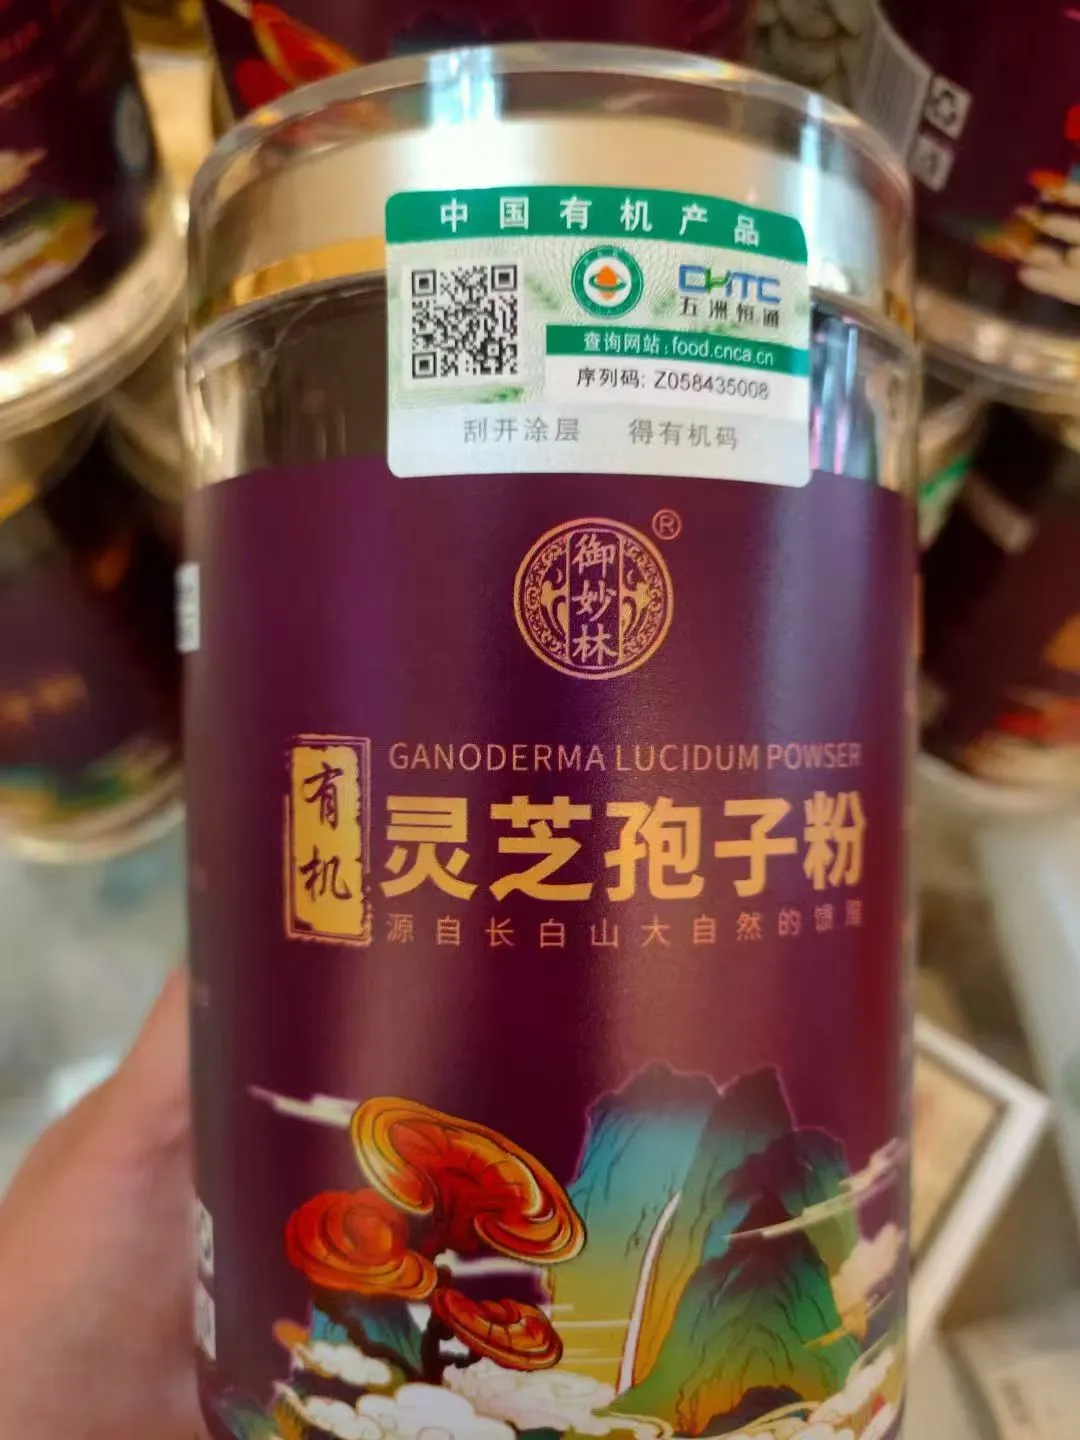 中国有机产品
CHTC
五洲恒通
查询网站:food.cnca.cn
序列码: Z058435008
刮开涂层 得有机码
御妙林®
有机
GANODERMA LUCIDUM POWSER
灵芝孢子粉
源自长白山大自然的馈赠